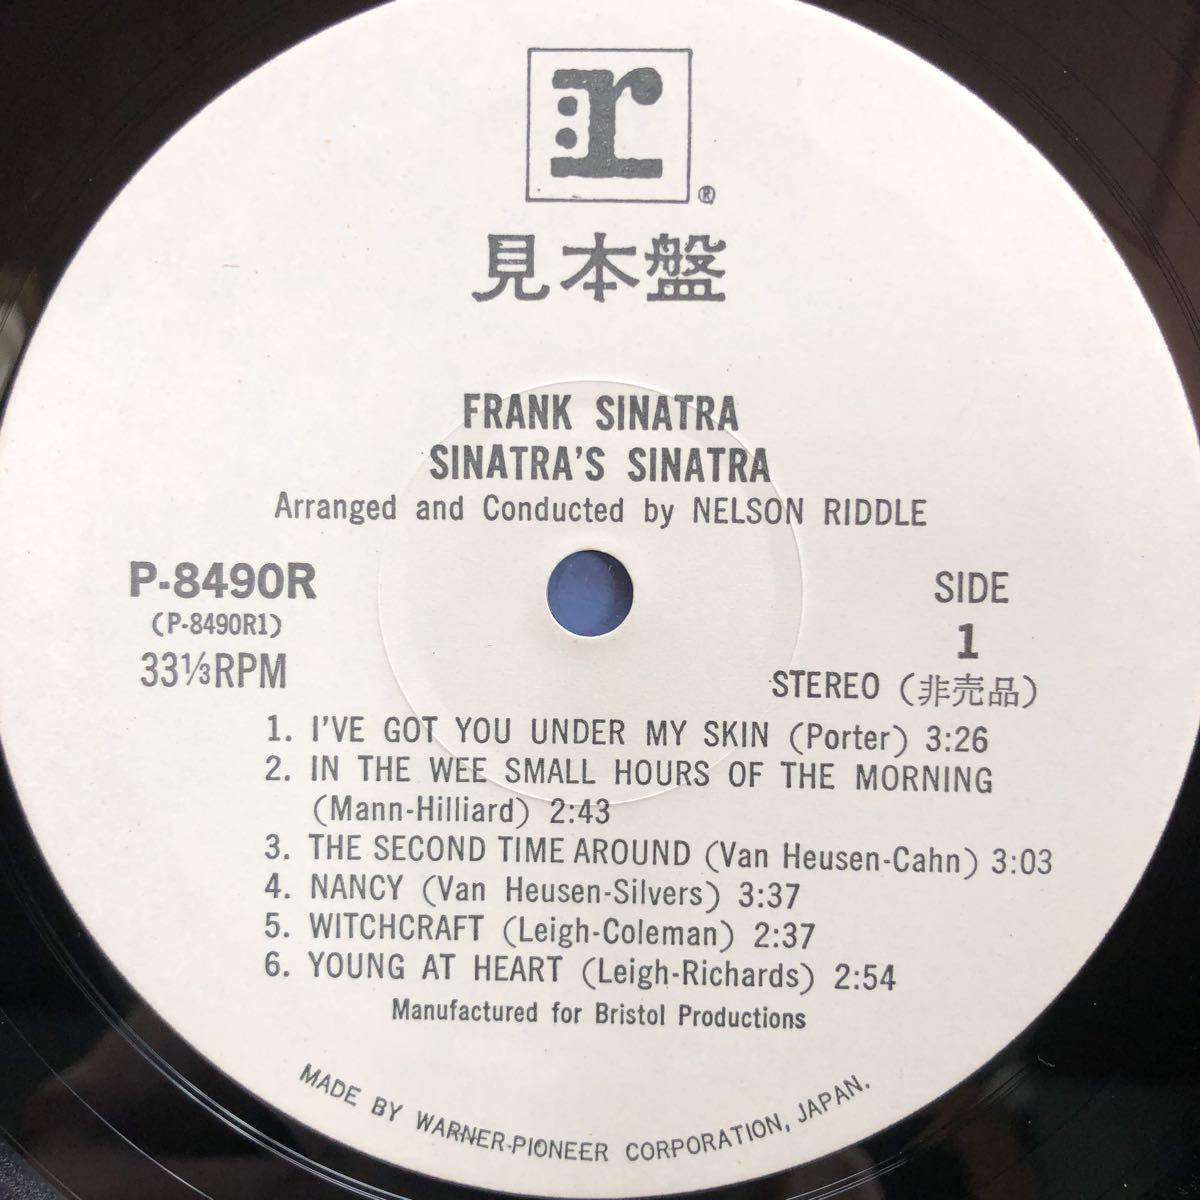 r
®
見本盤
FRANK SINATRA
SINATRA'S SINATRA
Arranged and Conducted by NELSON RIDDLE
P-8490R
(P-8490R1)
33⅓RPM
SIDE
1
STEREO (非売品)
1. I'VE GOT YOU UNDER MY SKIN (Porter) 3:26
2. IN THE WEE SMALL HOURS OF THE MORNING
(Mann-Hilliard) 2:43
3. THE SECOND TIME AROUND (Van Heusen-Cahn) 3:03
4. NANCY (Van Heusen-Silvers) 3:37
5. WITCHCRAFT (Leigh-Coleman) 2:37
6. YOUNG AT HEART (Leigh-Richards) 2:54
Manufactured for Bristol Productions
MADE BY WARNER-PIONEER CORPORATION, JAPAN.